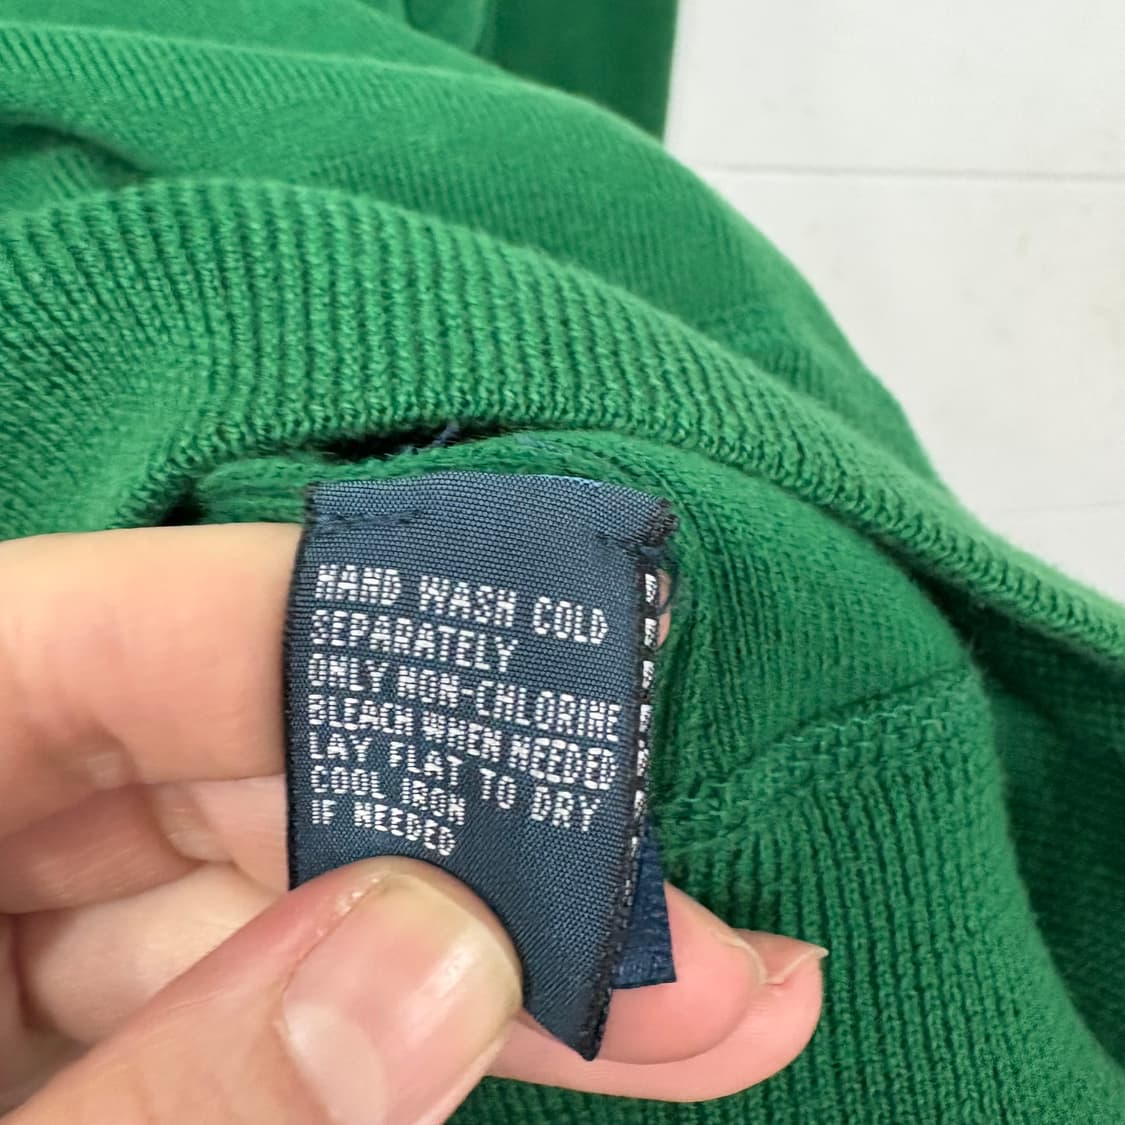 HAND WASH COLD
SEPARATELY
ONLY NON-CHLORINE
BLEACH WHEN NEEDED
LAY FLAT TO DRY
COOL IRON
IF NEEDED